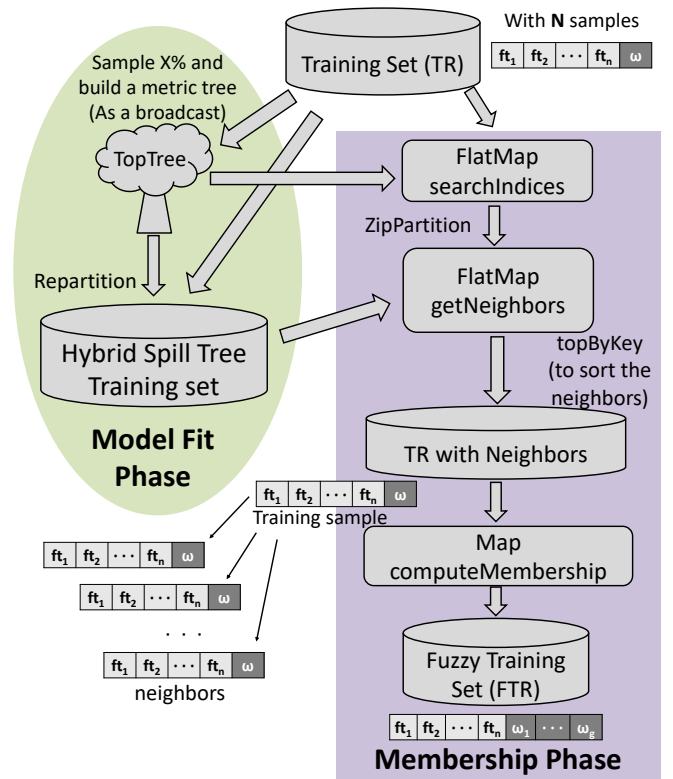 With N samples
ft1 ft2 ··· ftn ω
Training Set (TR)
Sample X% and
build a metric tree
(As a broadcast)
TopTree
FlatMap
searchIndices
ZipPartition
Repartition
FlatMap
getNeighbors
Hybrid Spill Tree
Training set
topByKey
(to sort the
neighbors)
Model Fit
Phase
TR with Neighbors
ft1 ft2 ··· ftn ω
Training sample
Map
computeMembership
ft1 ft2 ··· ftn ω
ft1 ft2 ··· ftn ω
. . .
ft1 ft2 ··· ftn ω
neighbors
Fuzzy Training
Set (FTR)
ft1 ft2 ··· ftn ω1 ··· ωg
Membership Phase